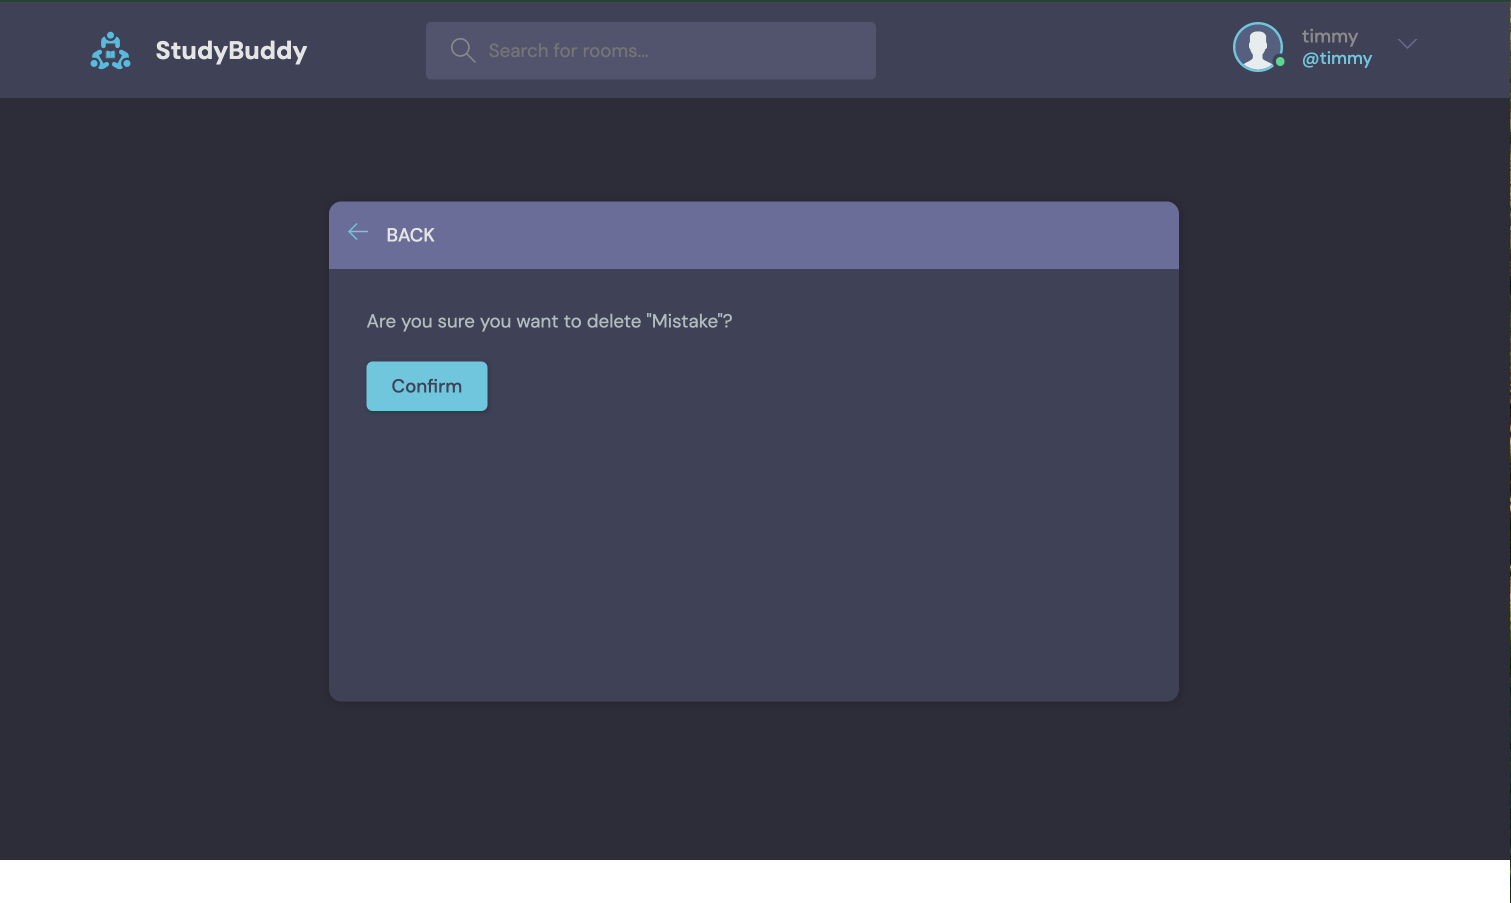 StudyBuddy
Search for rooms...
timmy
@timmy
BACK
Are you sure you want to delete "Mistake"?
Confirm